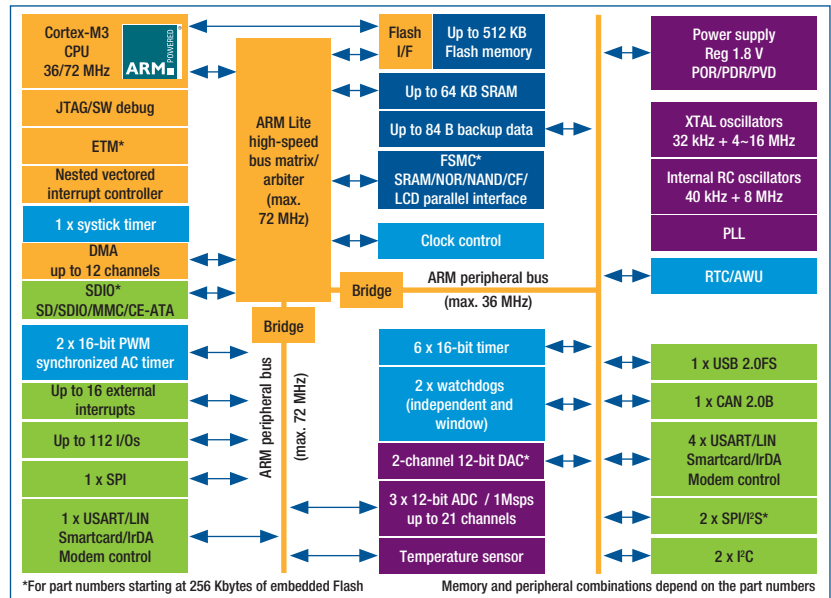 Cortex-M3
CPU
36/72 MHz
ARM
POWERED
JTAG/SW debug
ETM*
Nested vectored
interrupt controller
1 x systick timer
DMA
up to 12 channels
SDIO*
SD/SDIO/MMC/CE-ATA
2 x 16-bit PWM
synchronized AC timer
Up to 16 external
interrupts
Up to 112 I/Os
1 x SPI
1 x USART/LIN
Smartcard/IrDA
Modem control
ARM Lite
high-speed
bus matrix/
arbiter
(max.
72 MHz)
Bridge
ARM peripheral bus
(max. 72 MHz)
Bridge
ARM peripheral bus
(max. 36 MHz)
Flash
I/F
Up to 512 KB
Flash memory
Up to 64 KB SRAM
Up to 84 B backup data
FSMC*
SRAM/NOR/NAND/CF/
LCD parallel interface
Clock control
6 x 16-bit timer
2 x watchdogs
(independent and
window)
2-channel 12-bit DAC*
3 x 12-bit ADC / 1Msps
up to 21 channels
Temperature sensor
Power supply
Reg 1.8 V
POR/PDR/PVD
XTAL oscillators
32 kHz + 4~16 MHz
Internal RC oscillators
40 kHz + 8 MHz
PLL
RTC/AWU
1 x USB 2.0FS
1 x CAN 2.0B
4 x USART/LIN
Smartcard/IrDA
Modem control
2 x SPI/I²S*
2 x I²C
*For part numbers starting at 256 Kbytes of embedded Flash
Memory and peripheral combinations depend on the part numbers